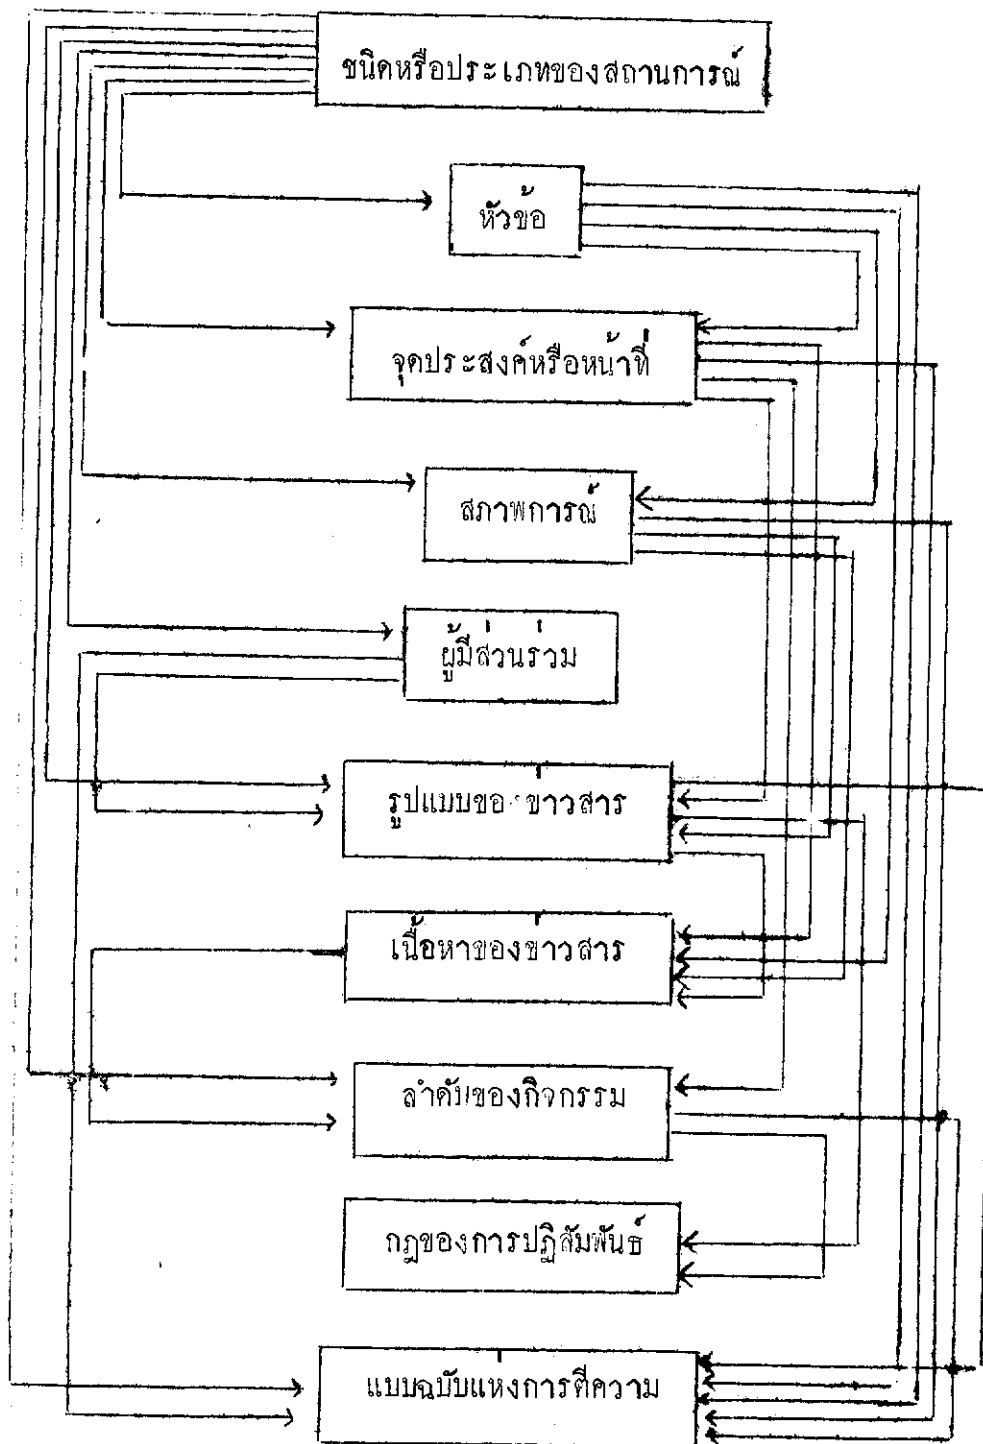 ชนิดหรือประเภทของสถานการณ์
หัวข้อ
จุดประสงค์หรือหน้าที่
สภาพการณ์
ผู้มีส่วนร่วม
รูปแบบของข่าวสาร
เนื้อหาของข่าวสาร
ลำดับของกิจกรรม
กฎของการปฏิสัมพันธ์
แบบฉบับแห่งการตีความ